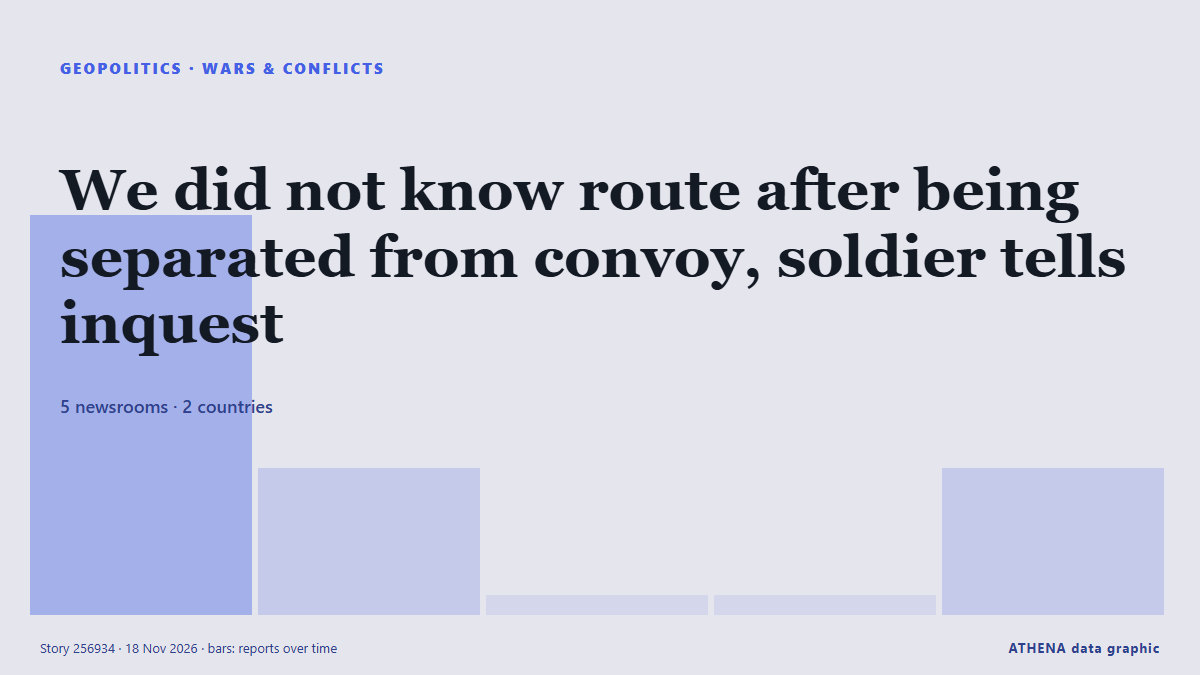 GEOPOLITICS · WARS & CONFLICTS
We did not know route after being
separated from convoy, soldier tells
inquest
5 newsrooms · 2 countries
Story 256934 · 18 Nov 2026 · bars: reports over time
ATHENA data graphic